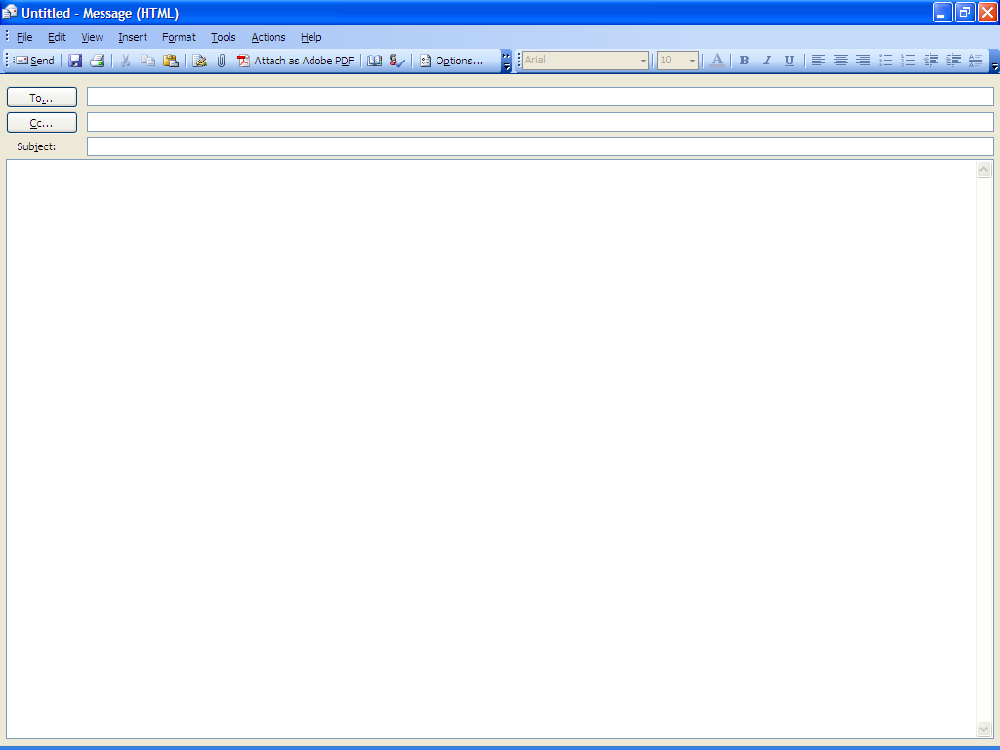 Untitled - Message (HTML)
File Edit View Insert Format Tools Actions Help
Send Attach as Adobe PDF Options... Arial 10 A B I U
To...
Cc...
Subject: